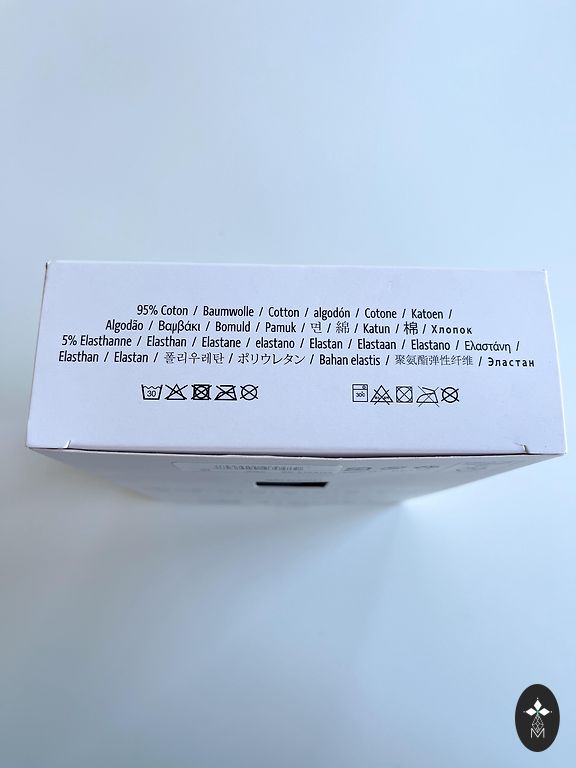 95% Coton / Baumwolle / Cotton / algodón / Cotone / Katoen /
Algodão / Βαμβάκι / Bomuld / Pamuk / 면 / 綿 / Katun / 棉 / Хлопок
5% Elasthanne / Elasthan / Elastane / elastano / Elastan / Elastaan / Elastano / Ελαστάνη /
Elasthan / Elastan / 폴리우레탄 / ポリウレタン / Bahan elastis / 聚氨酯弹性纤维 / Эластан
30
M